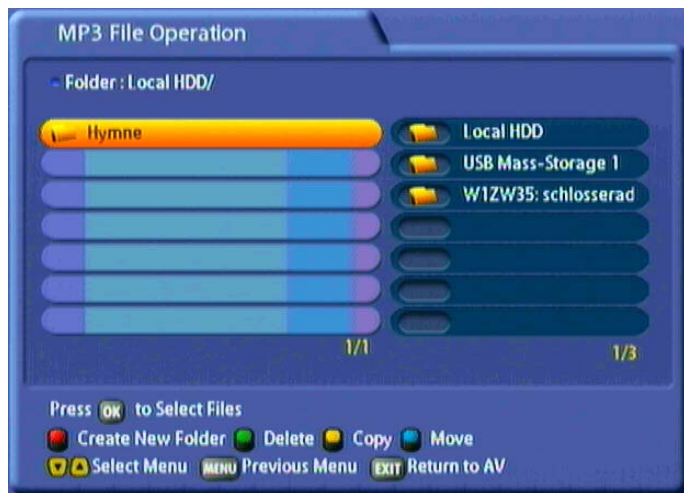 MP3 File Operation
Folder : Local HDD/
Hymne
1/1
Local HDD
USB Mass-Storage 1
W1ZW35: schlosserad
1/3
Press OK to Select Files
Create New Folder Delete Copy Move
Select Menu MENU Previous Menu EXIT Return to AV